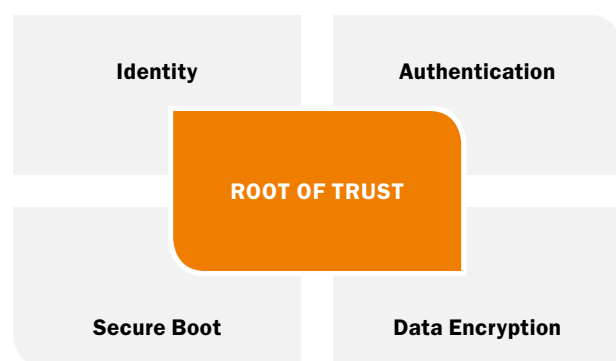 Identity
Authentication
ROOT OF TRUST
Secure Boot
Data Encryption